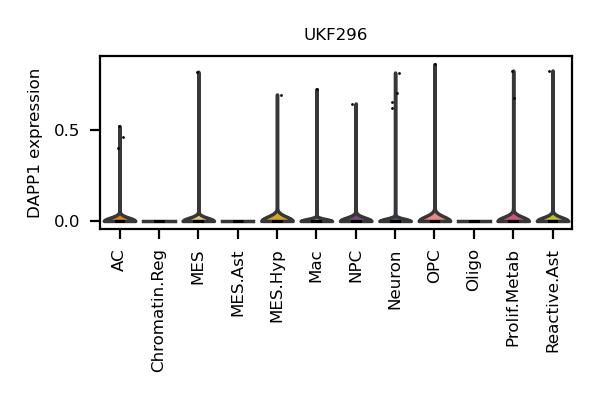 UKF296
DAPP1 expression
0.5
0.0
AC
Chromatin.Reg
MES
MES.Ast
MES.Hyp
Mac
NPC
Neuron
OPC
Oligo
Prolif.Metab
Reactive.Ast